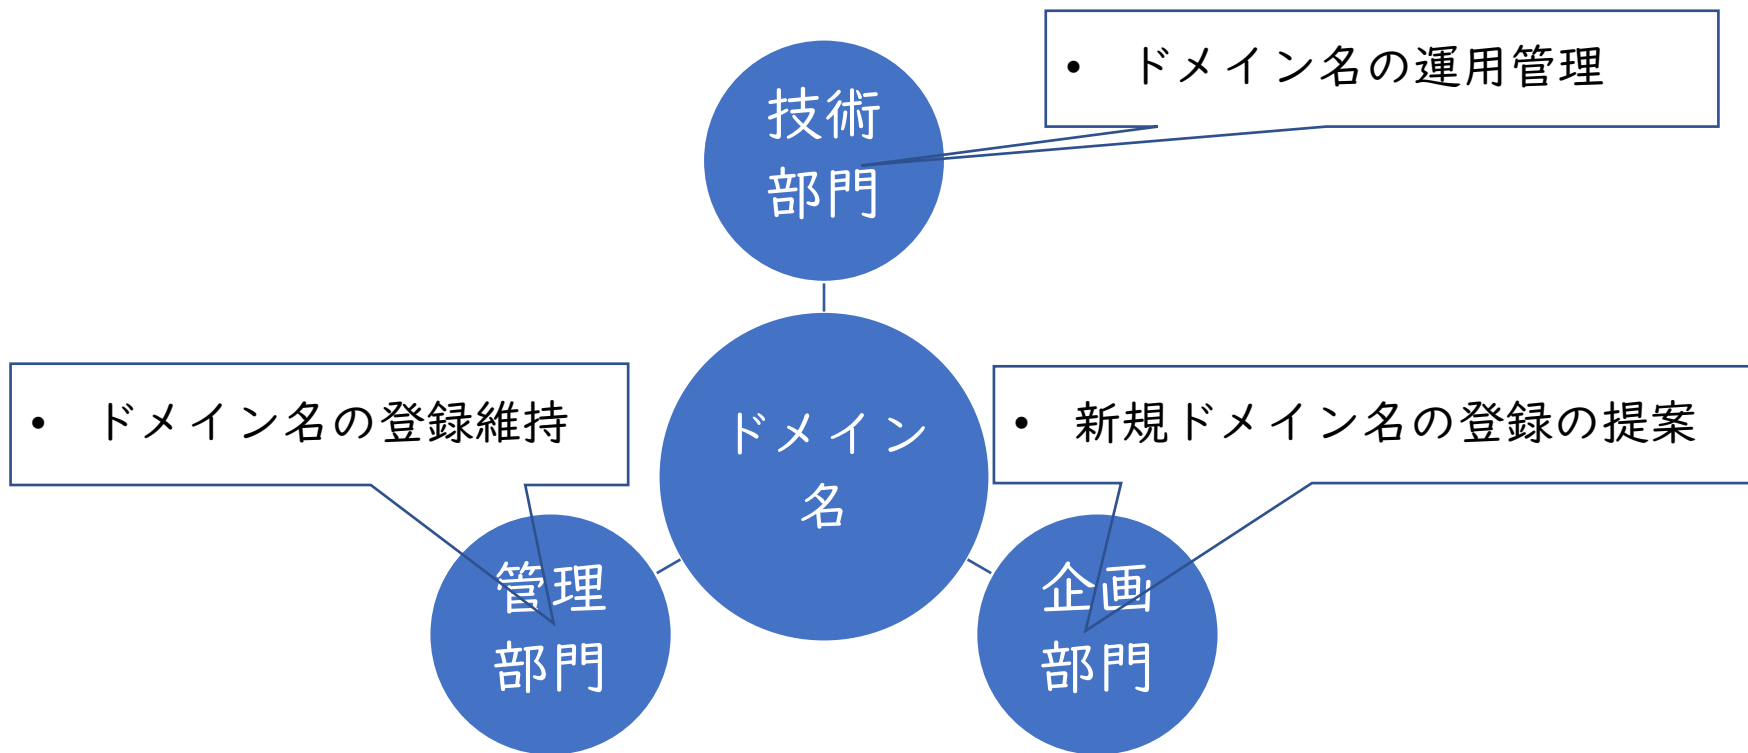 • ドメイン名の運用管理
技術
部門
• ドメイン名の登録維持
ドメイン
名
• 新規ドメイン名の登録の提案
管理
部門
企画
部門